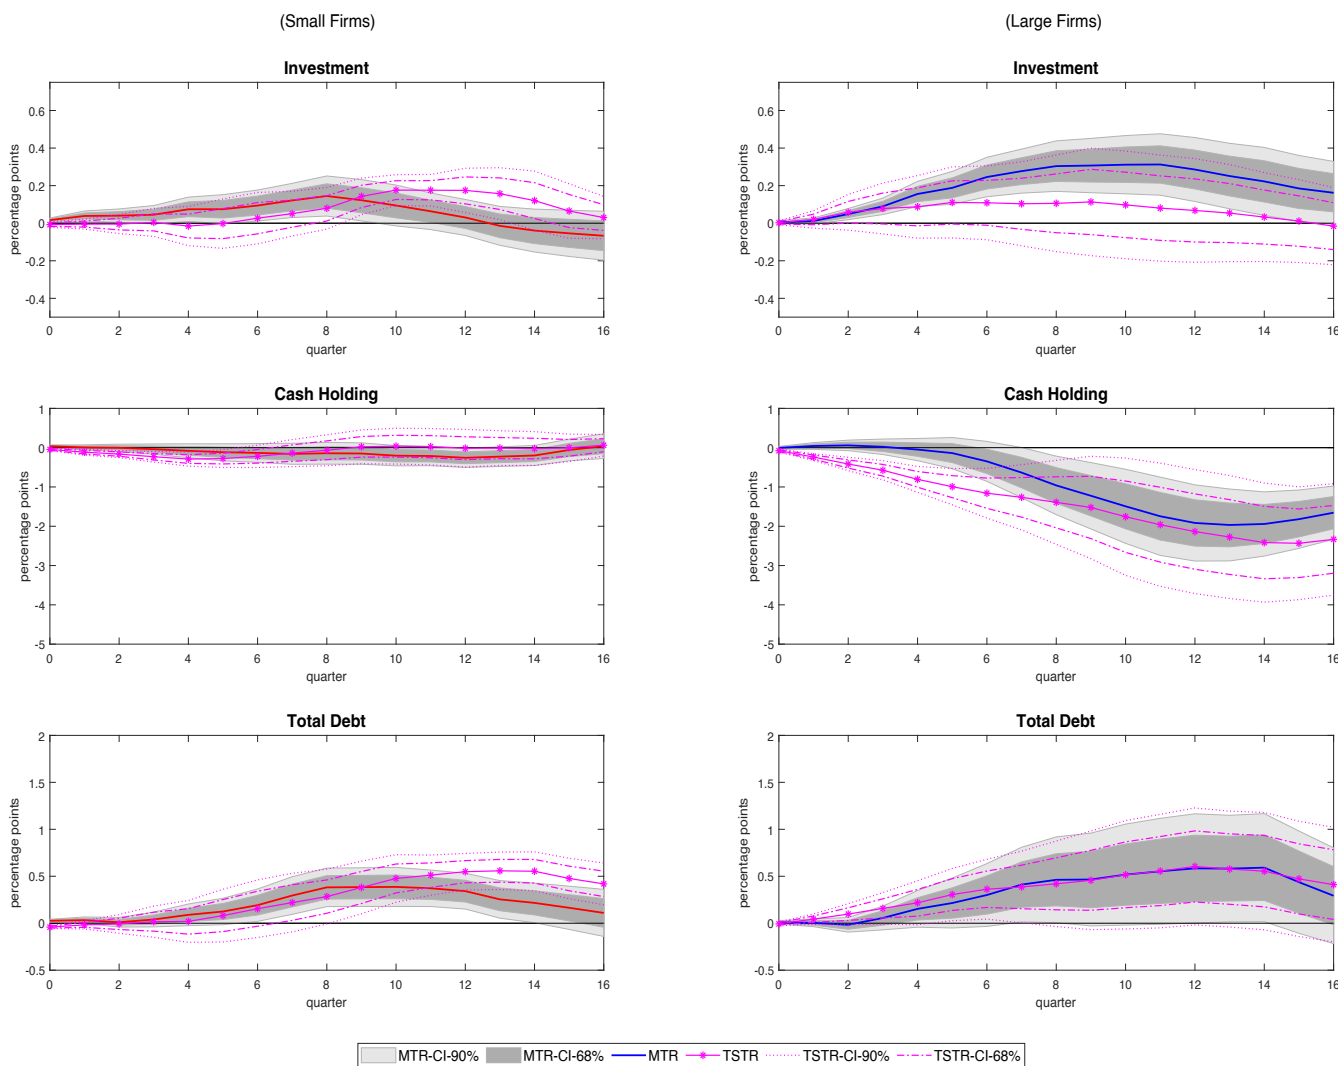 (Small Firms)
(Large Firms)
Investment
percentage points
0.6
0.4
0.2
0
-0.2
-0.4
0 2 4 6 8 10 12 14 16
quarter
Investment
percentage points
0.6
0.4
0.2
0
-0.2
-0.4
0 2 4 6 8 10 12 14 16
quarter
Cash Holding
percentage points
1
0
-1
-2
-3
-4
-5
0 2 4 6 8 10 12 14 16
quarter
Cash Holding
percentage points
1
0
-1
-2
-3
-4
-5
0 2 4 6 8 10 12 14 16
quarter
Total Debt
percentage points
2
1.5
1
0.5
0
-0.5
0 2 4 6 8 10 12 14 16
quarter
Total Debt
percentage points
2
1.5
1
0.5
0
-0.5
0 2 4 6 8 10 12 14 16
quarter
MTR-CI-90% MTR-CI-68% MTR TSTR TSTR-CI-90% TSTR-CI-68%